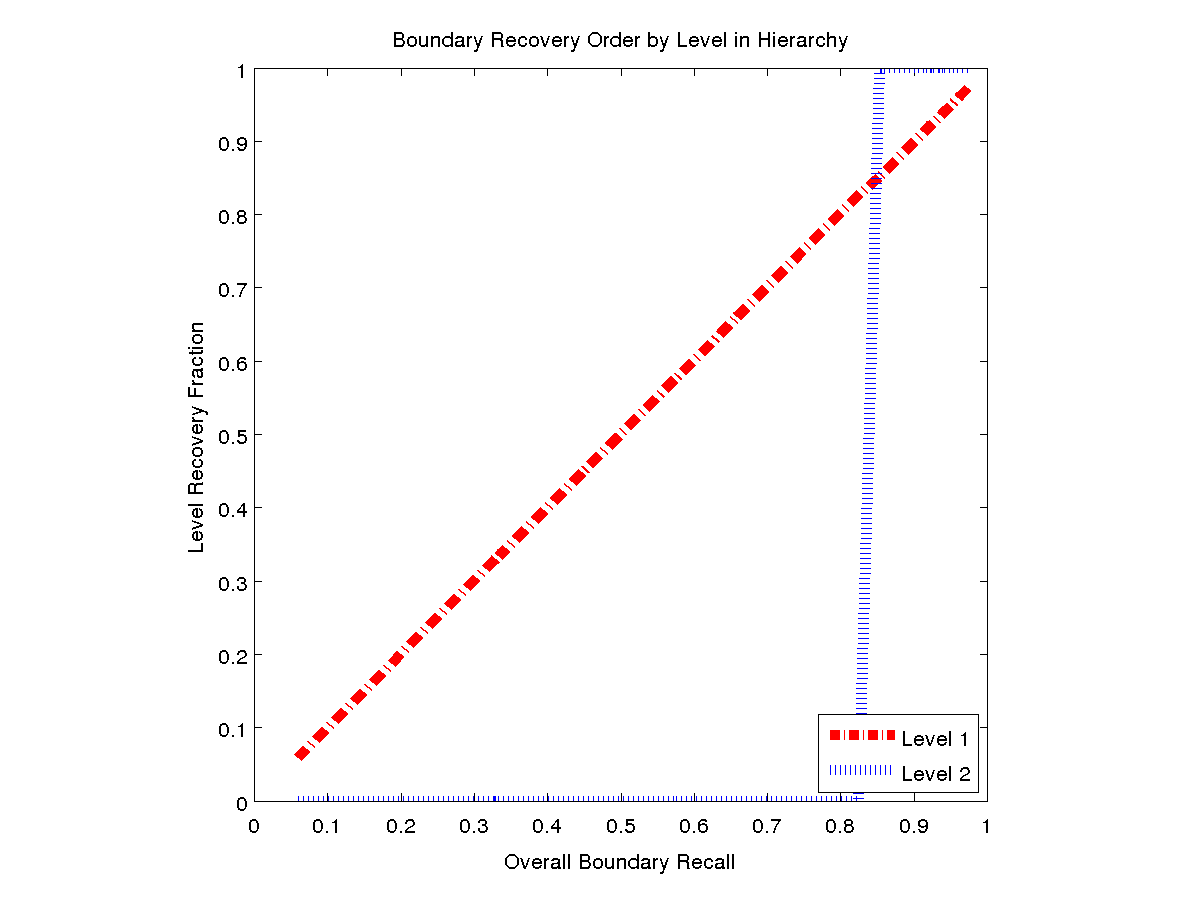 Boundary Recovery Order by Level in Hierarchy
1
0.9
0.8
0.7
0.6
0.5
0.4
0.3
0.2
0.1
0
Level Recovery Fraction
Level 1
Level 2
0 0.1 0.2 0.3 0.4 0.5 0.6 0.7 0.8 0.9 1
Overall Boundary Recall